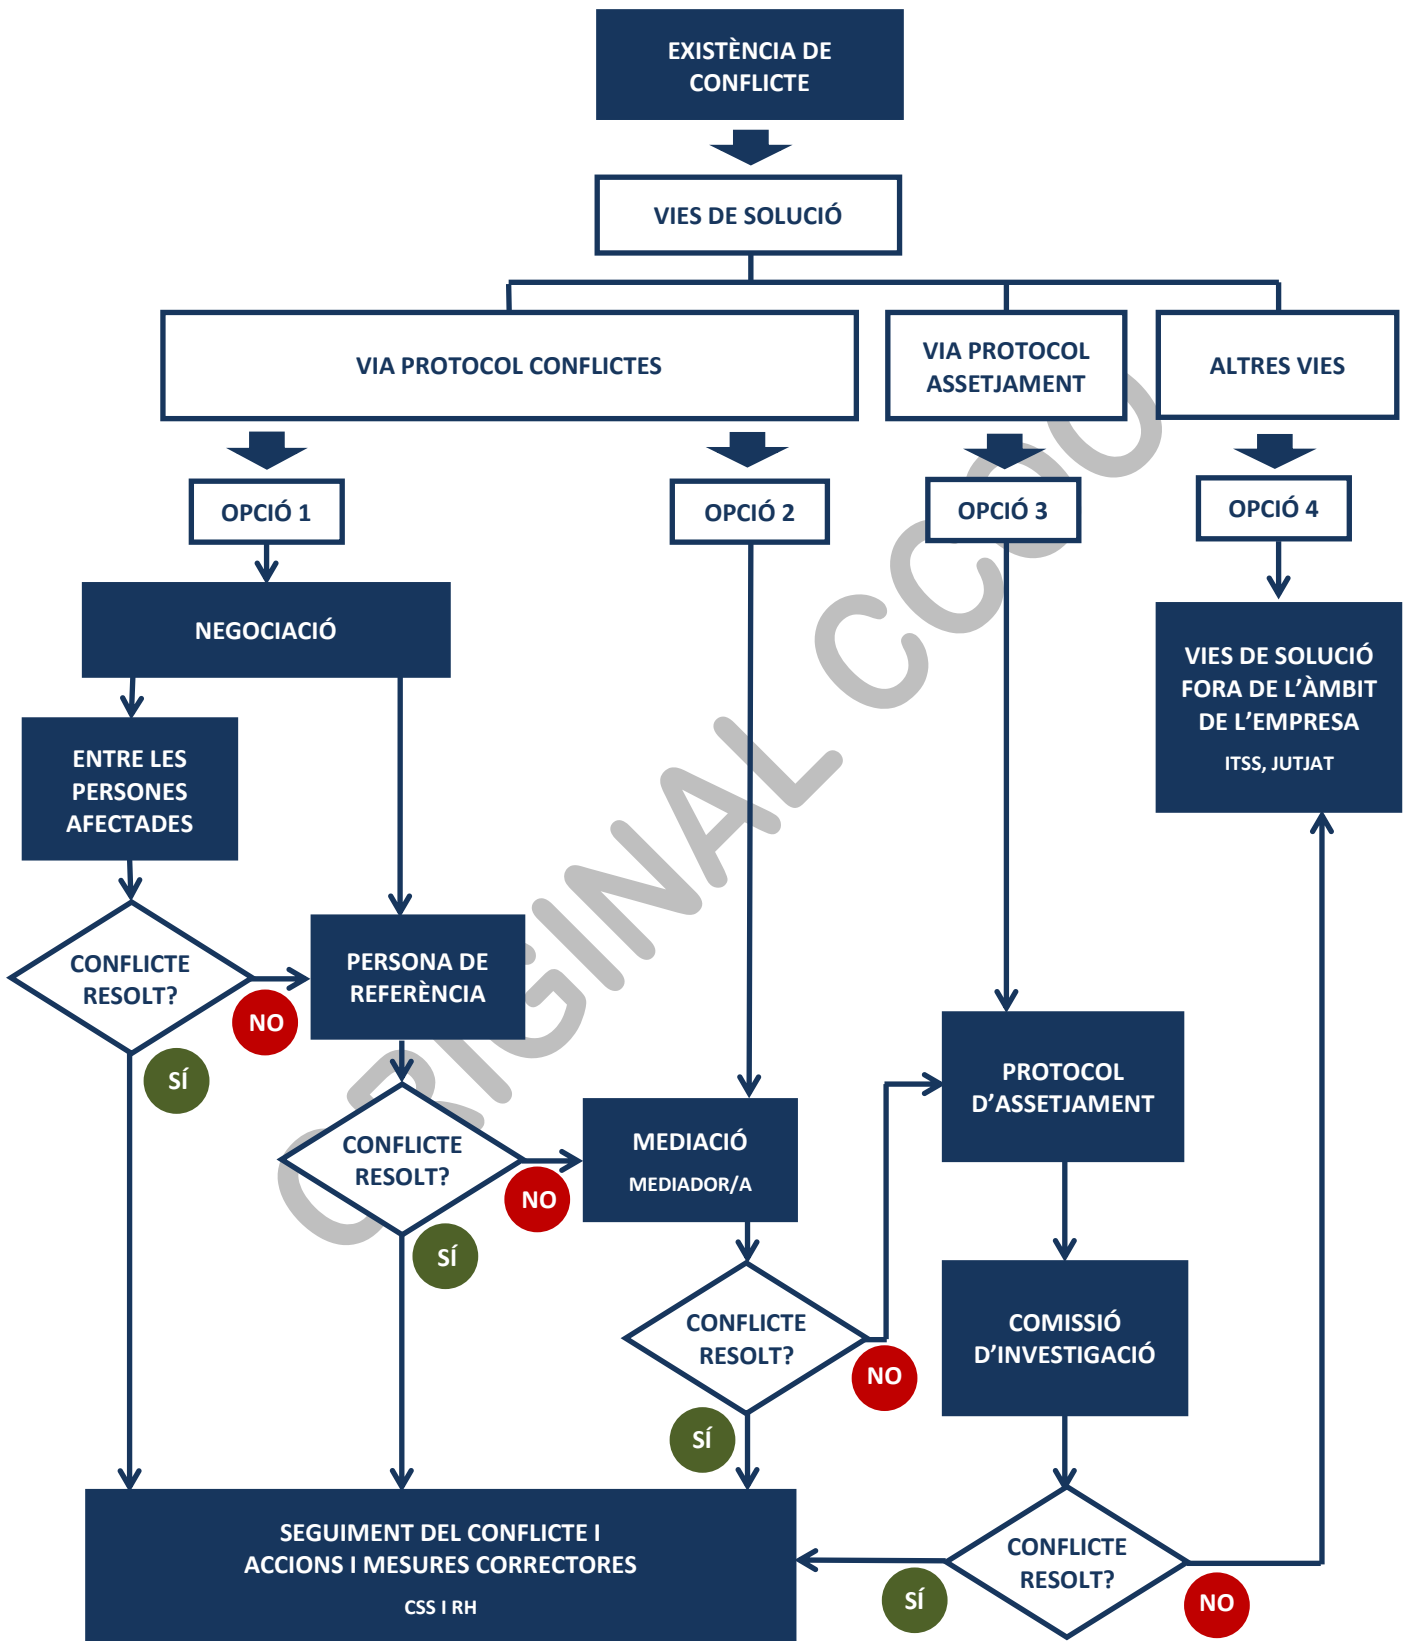 EXISTÈNCIA DE
CONFLICTE
VIES DE SOLUCIÓ
VIA PROTOCOL CONFLICTES
VIA PROTOCOL
ASSETJAMENT
ALTRES VIES
OPCIÓ 1
OPCIÓ 2
OPCIÓ 3
OPCIÓ 4
NEGOCIACIÓ
VIES DE SOLUCIÓ
FORA DE L’ÀMBIT
DE L’EMPRESA
ITSS, JUTJAT
ENTRE LES
PERSONES
AFECTADES
CONFLICTE
RESOLT?
NO
SÍ
PERSONA DE
REFERÈNCIA
CONFLICTE
RESOLT?
NO
SÍ
MEDIACIÓ
MEDIADOR/A
CONFLICTE
RESOLT?
NO
SÍ
PROTOCOL
D’ASSETJAMENT
COMISSIÓ
D’INVESTIGACIÓ
CONFLICTE
RESOLT?
SÍ
NO
SEGUIMENT DEL CONFLICTE I
ACCIONS I MESURES CORRECTORES
CSS I RH
ORIGINAL CCOO